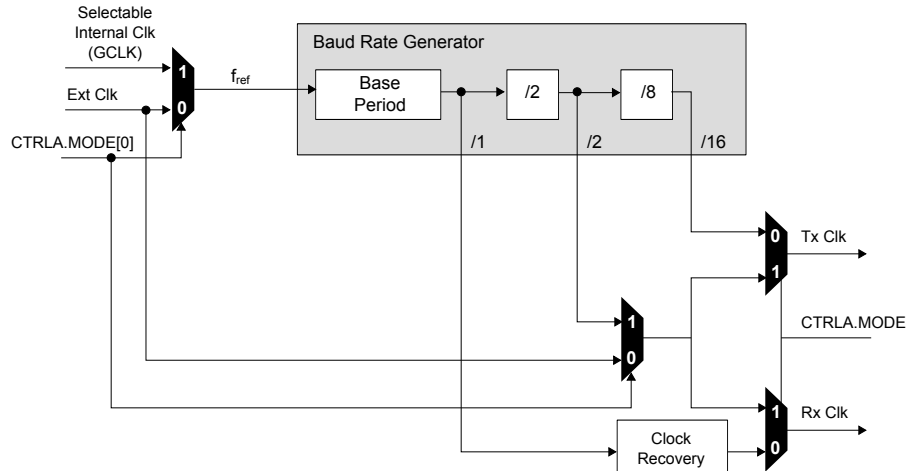 Selectable
Internal Clk
(GCLK)
Baud Rate Generator
1
fref
Base
Period
/2
/8
Ext Clk
0
CTRLA.MODE[0]
/1
/2
/16
0
Tx Clk
1
1
CTRLA.MODE
0
1
Rx Clk
Clock
Recovery
0